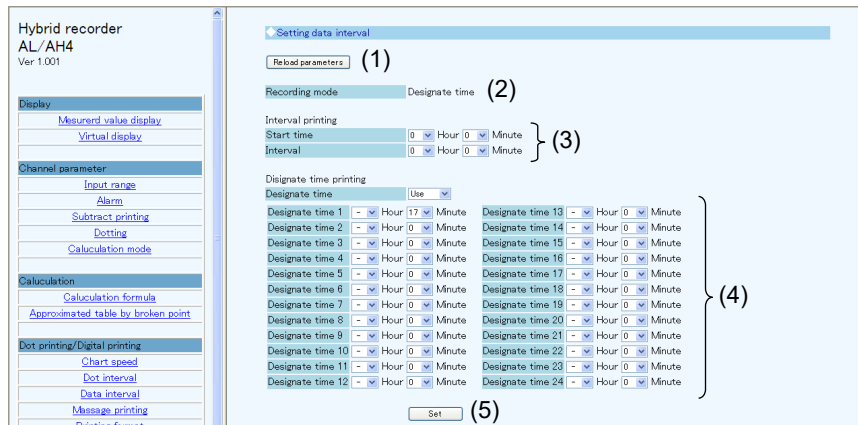 Hybrid recorder
AL/AH4
Ver 1.001
Display
Mesurerd value display
Virtual display
Channel parameter
Input range
Alarm
Subtract printing
Dotting
Caluculation mode
Caluculation
Caluculation formula
Approximated table by broken point
Dot printing/Digital printing
Chart speed
Dot interval
Data interval
Massage printing
Printing format
Setting data interval
Reload parameters (1)
Recording mode Designate time (2)
Interval printing
Start time 0 Hour 0 Minute
Interval 0 Hour 0 Minute
(3)
Disignate time printing
Designate time Use
Designate time 1 - Hour 17 Minute Designate time 13 - Hour 0 Minute
Designate time 2 - Hour 0 Minute Designate time 14 - Hour 0 Minute
Designate time 3 - Hour 0 Minute Designate time 15 - Hour 0 Minute
Designate time 4 - Hour 0 Minute Designate time 16 - Hour 0 Minute
Designate time 5 - Hour 0 Minute Designate time 17 - Hour 0 Minute
Designate time 6 - Hour 0 Minute Designate time 18 - Hour 0 Minute
Designate time 7 - Hour 0 Minute Designate time 19 - Hour 0 Minute
Designate time 8 - Hour 0 Minute Designate time 20 - Hour 0 Minute
Designate time 9 - Hour 0 Minute Designate time 21 - Hour 0 Minute
Designate time 10 - Hour 0 Minute Designate time 22 - Hour 0 Minute
Designate time 11 - Hour 0 Minute Designate time 23 - Hour 0 Minute
Designate time 12 - Hour 0 Minute Designate time 24 - Hour 0 Minute
(4)
Set (5)